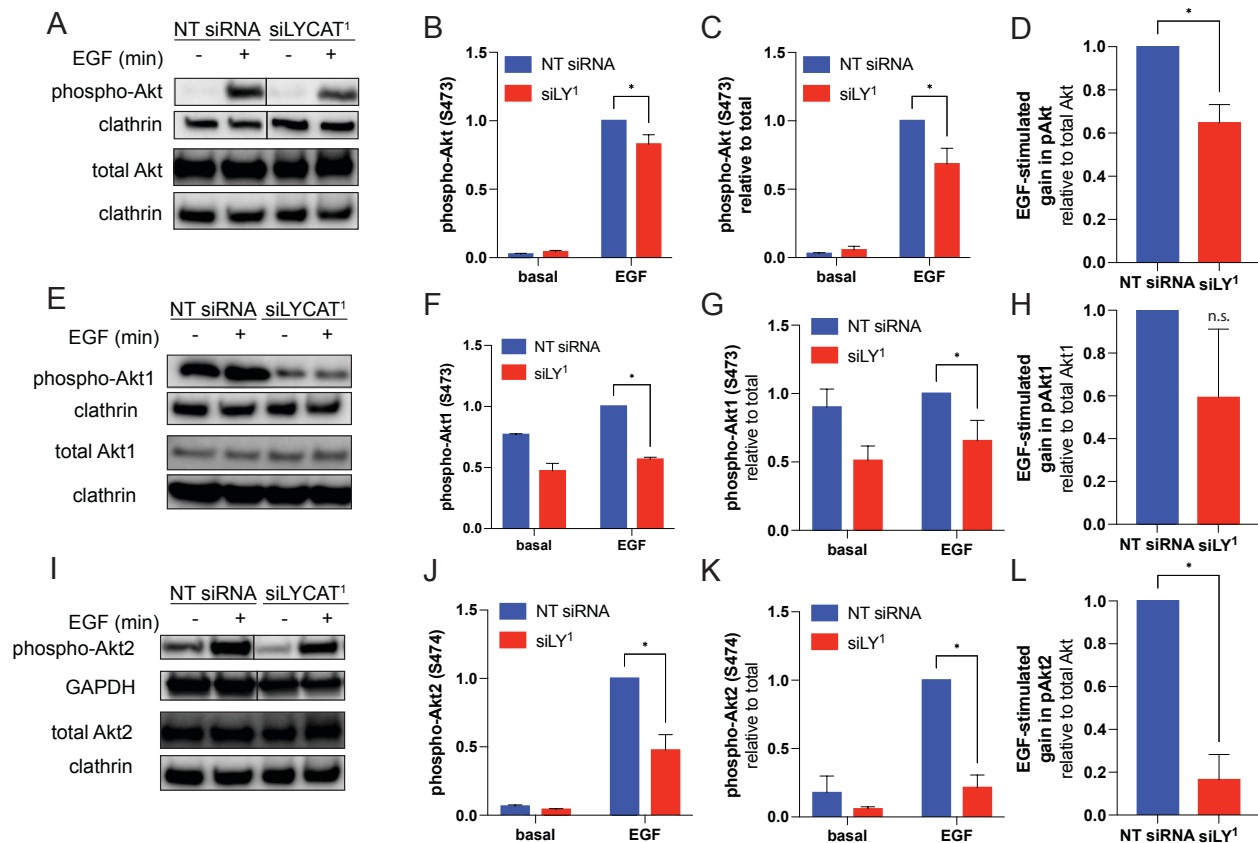 A
NT siRNA siLYCAT¹
EGF (min) - + - +
phospho-Akt
clathrin
total Akt
clathrin
B
NT siRNA
siLY¹
phospho-Akt (S473)
1.5
1.0
0.5
0.0
*
basal EGF
C
NT siRNA
siLY¹
phospho-Akt (S473)
relative to total
1.5
1.0
0.5
0.0
*
basal EGF
D
EGF-stimulated
gain in pAkt
relative to total Akt
1.0
0.8
0.6
0.4
0.2
0.0
*
NT siRNA siLY¹
E
NT siRNA siLYCAT¹
EGF (min) - + - +
phospho-Akt1
clathrin
total Akt1
clathrin
F
NT siRNA
siLY¹
phospho-Akt1 (S473)
1.5
1.0
0.5
0.0
*
basal EGF
G
NT siRNA
siLY¹
phospho-Akt1 (S473)
relative to total
1.5
1.0
0.5
0.0
*
basal EGF
H
EGF-stimulated
gain in pAkt1
relative to total Akt1
1.0
0.8
0.6
0.4
0.2
0.0
n.s.
NT siRNA siLY¹
I
NT siRNA siLYCAT¹
EGF (min) - + - +
phospho-Akt2
GAPDH
total Akt2
clathrin
J
NT siRNA
siLY¹
phospho-Akt2 (S474)
1.5
1.0
0.5
0.0
*
basal EGF
K
NT siRNA
siLY¹
phospho-Akt2 (S474)
relative to total
1.5
1.0
0.5
0.0
*
basal EGF
L
EGF-stimulated
gain in pAkt2
relative to total Akt
1.0
0.8
0.6
0.4
0.2
0.0
*
NT siRNA siLY¹